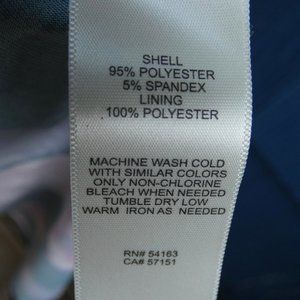 SHELL
95% POLYESTER
5% SPANDEX
LINING
100% POLYESTER
MACHINE WASH COLD
WITH SIMILAR COLORS
ONLY NON-CHLORINE
BLEACH WHEN NEEDED
TUMBLE DRY LOW
WARM IRON AS NEEDED
RN# 54163
CA# 57151